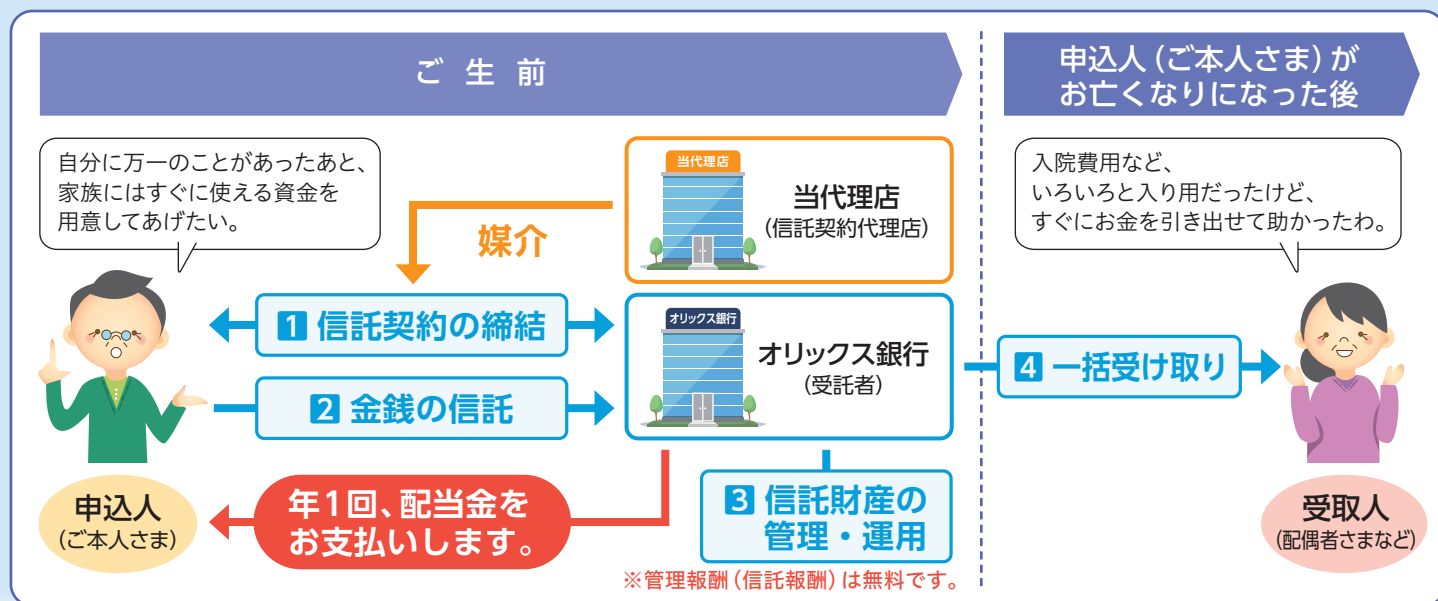 ご生前
申込人（ご本人さま）が
お亡くなりになった後
自分に万一のことがあったあと、
家族にはすぐに使える資金を
用意してあげたい。
当代理店
当代理店
（信託契約代理店）
媒介
入院費用など、
いろいろと入り用だったけど、
すぐにお金を引き出せて助かったわ。
1 信託契約の締結
オリックス銀行
オリックス銀行
（受託者）
2 金銭の信託
4 一括受け取り
申込人
（ご本人さま）
年1回、配当金を
お支払いします。
3 信託財産の
管理・運用
※管理報酬（信託報酬）は無料です。
受取人
（配偶者さまなど）